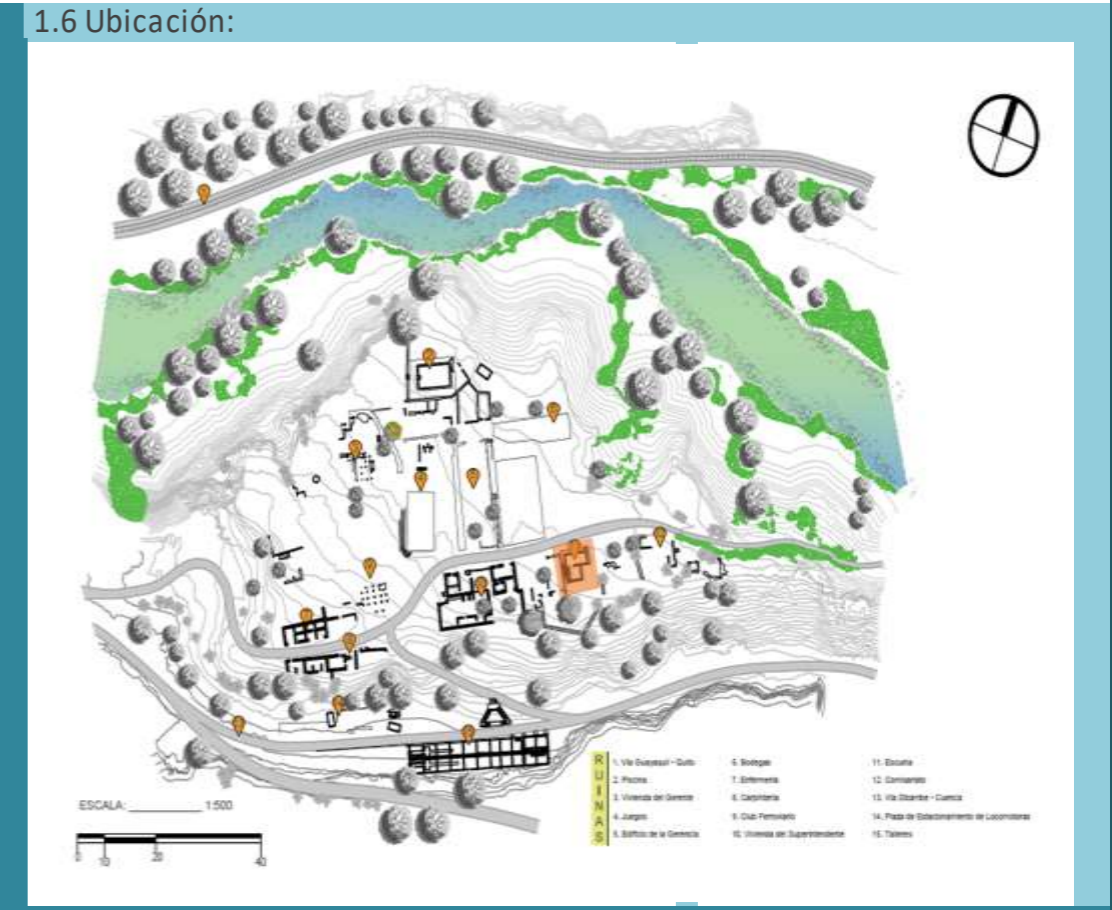 1.6 Ubicación:
ESCALA: __________ 1:500
0 10 20 40
RUINAS
1. Vía Guayaquil - Quito
2. Piscina
3. Vivienda del Gerente
4. Juegos
5. Edificio de la Gerencia
6. Bodegas
7. Enfermería
8. Carpintería
9. Club Ferroviario
10. Vivienda del Superintendente
11. Escuela
12. Comisariato
13. Vía Sibambe - Cuenca
14. Plaza de Estacionamiento de Locomotoras
15. Talleres